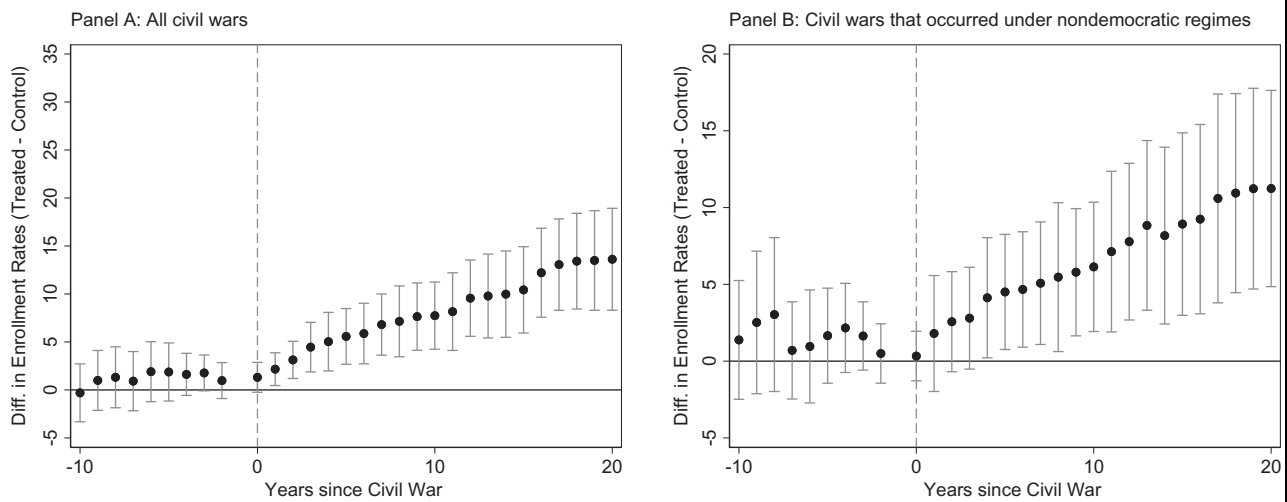 Panel A: All civil wars
Diff. in Enrollment Rates (Treated - Control)
35
30
25
20
15
10
5
0
-5
-10 0 10 20
Years since Civil War
Panel B: Civil wars that occurred under nondemocratic regimes
Diff. in Enrollment Rates (Treated - Control)
20
15
10
5
0
-5
-10 0 10 20
Years since Civil War